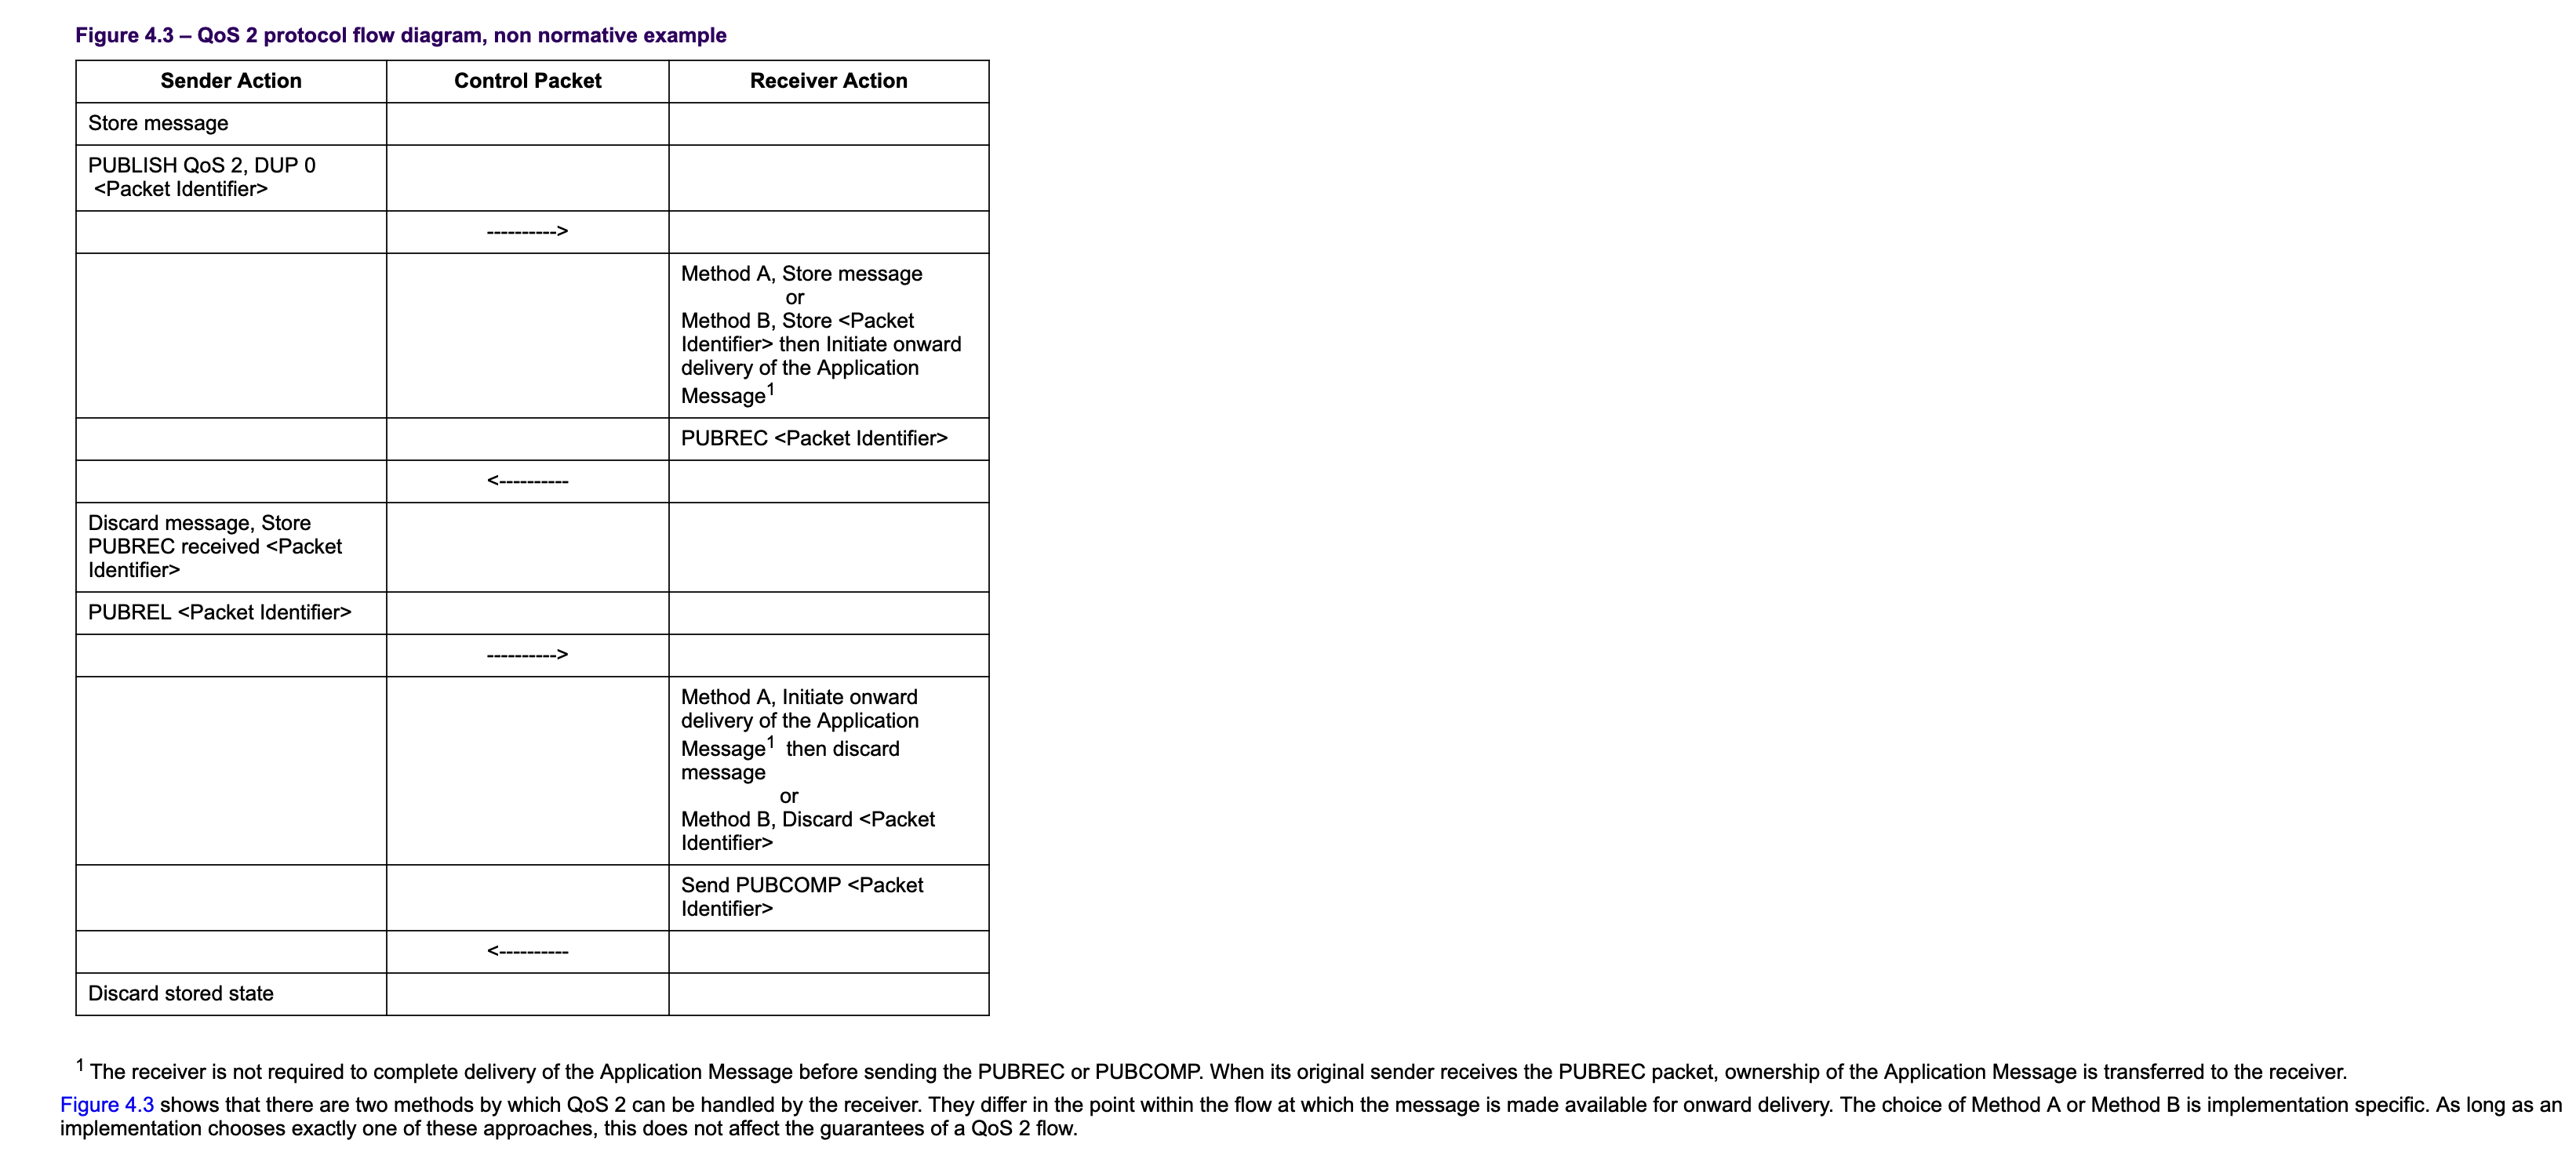 Figure 4.3 – QoS 2 protocol flow diagram, non normative example
Sender Action Control Packet Receiver Action
Store message
PUBLISH QoS 2, DUP 0
<Packet Identifier>
---------->
Method A, Store message
or
Method B, Store <Packet
Identifier> then Initiate onward
delivery of the Application
Message1
PUBREC <Packet Identifier>
<----------
Discard message, Store
PUBREC received <Packet
Identifier>
PUBREL <Packet Identifier>
---------->
Method A, Initiate onward
delivery of the Application
Message1 then discard
message
or
Method B, Discard <Packet
Identifier>
Send PUBCOMP <Packet
Identifier>
<----------
Discard stored state
1 The receiver is not required to complete delivery of the Application Message before sending the PUBREC or PUBCOMP. When its original sender receives the PUBREC packet, ownership of the Application Message is transferred to the receiver.
Figure 4.3 shows that there are two methods by which QoS 2 can be handled by the receiver. They differ in the point within the flow at which the message is made available for onward delivery. The choice of Method A or Method B is implementation specific. As long as an
implementation chooses exactly one of these approaches, this does not affect the guarantees of a QoS 2 flow.